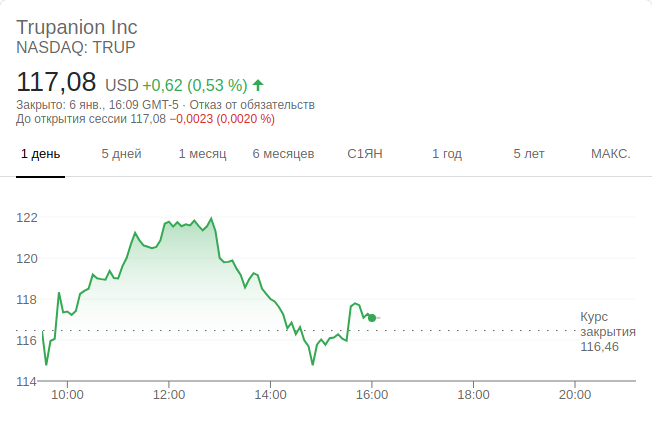 Trupanion Inc
NASDAQ: TRUP
117,08 USD +0,62 (0,53 %) ↑
Закрыто: 6 янв., 16:09 GMT-5 · Отказ от обязательств
До открытия сессии 117,08 −0,0023 (0,0020 %)
1 день 5 дней 1 месяц 6 месяцев С1ЯН 1 год 5 лет МАКС.
122
120
118
Курс
закрытия
116
116,46
114
10:00 12:00 14:00 16:00 18:00 20:00